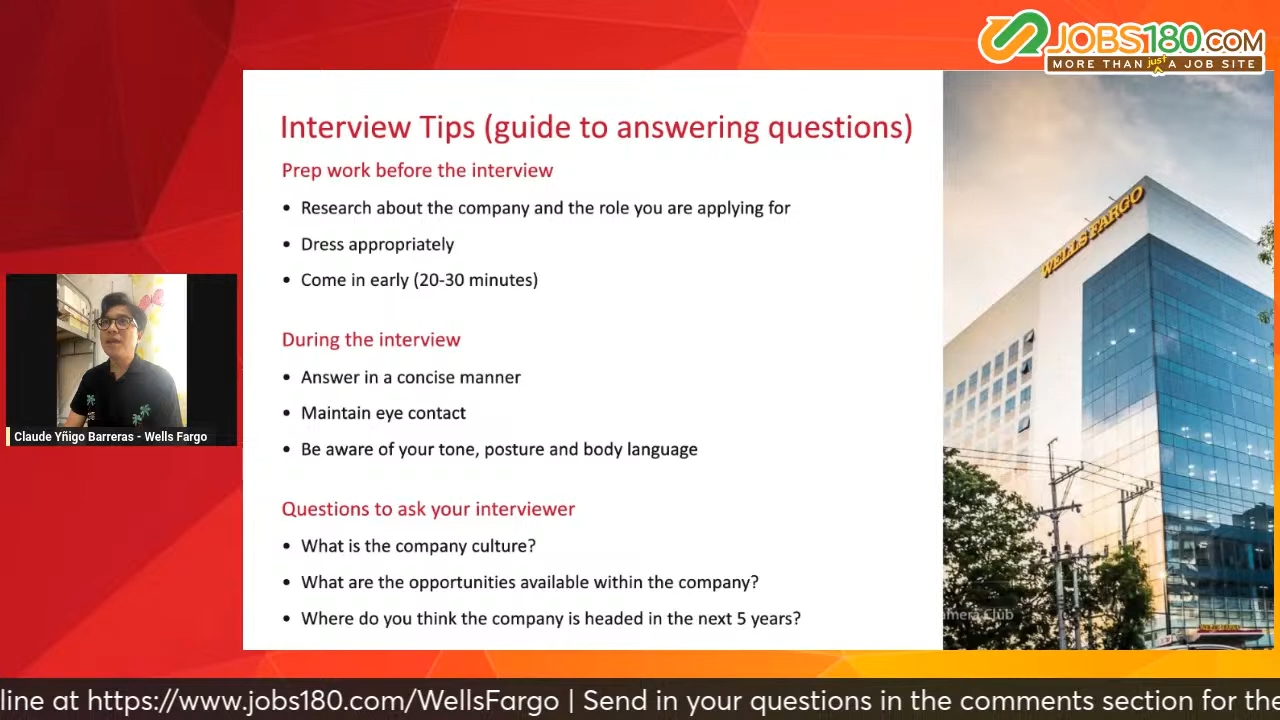 JOBS180.COM
MORE THAN just A JOB SITE
WELLS FARGO
Interview Tips (guide to answering questions)
Prep work before the interview
• Research about the company and the role you are applying for
• Dress appropriately
• Come in early (20-30 minutes)
During the interview
• Answer in a concise manner
• Maintain eye contact
• Be aware of your tone, posture and body language
Questions to ask your interviewer
• What is the company culture?
• What are the opportunities available within the company?
• Where do you think the company is headed in the next 5 years?
Claude Yñigo Barreras - Wells Fargo
Club
line at https://www.jobs180.com/WellsFargo | Send in your questions in the comments section for the